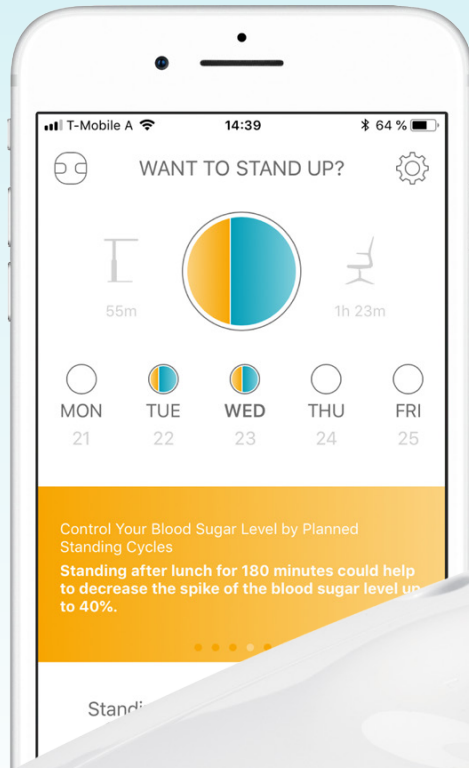 T-Mobile A 14:39 64 %
WANT TO STAND UP?
55m 1h 23m
MON TUE WED THU FRI
21 22 23 24 25
Control Your Blood Sugar Level by Planned
Standing Cycles
Standing after lunch for 180 minutes could help
to decrease the spike of the blood sugar level up
to 40%.